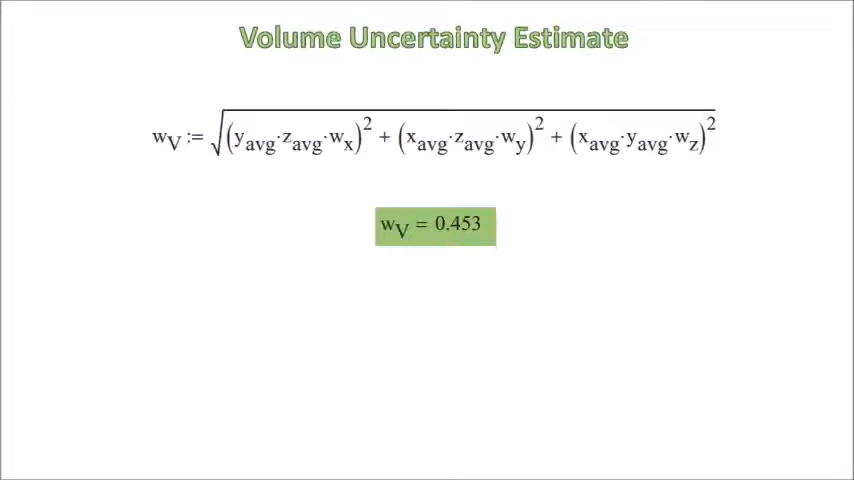 Volume Uncertainty Estimate
w_V := √((y_avg·z_avg·w_x)^2 + (x_avg·z_avg·w_y)^2 + (x_avg·y_avg·w_z)^2)
w_V = 0.453